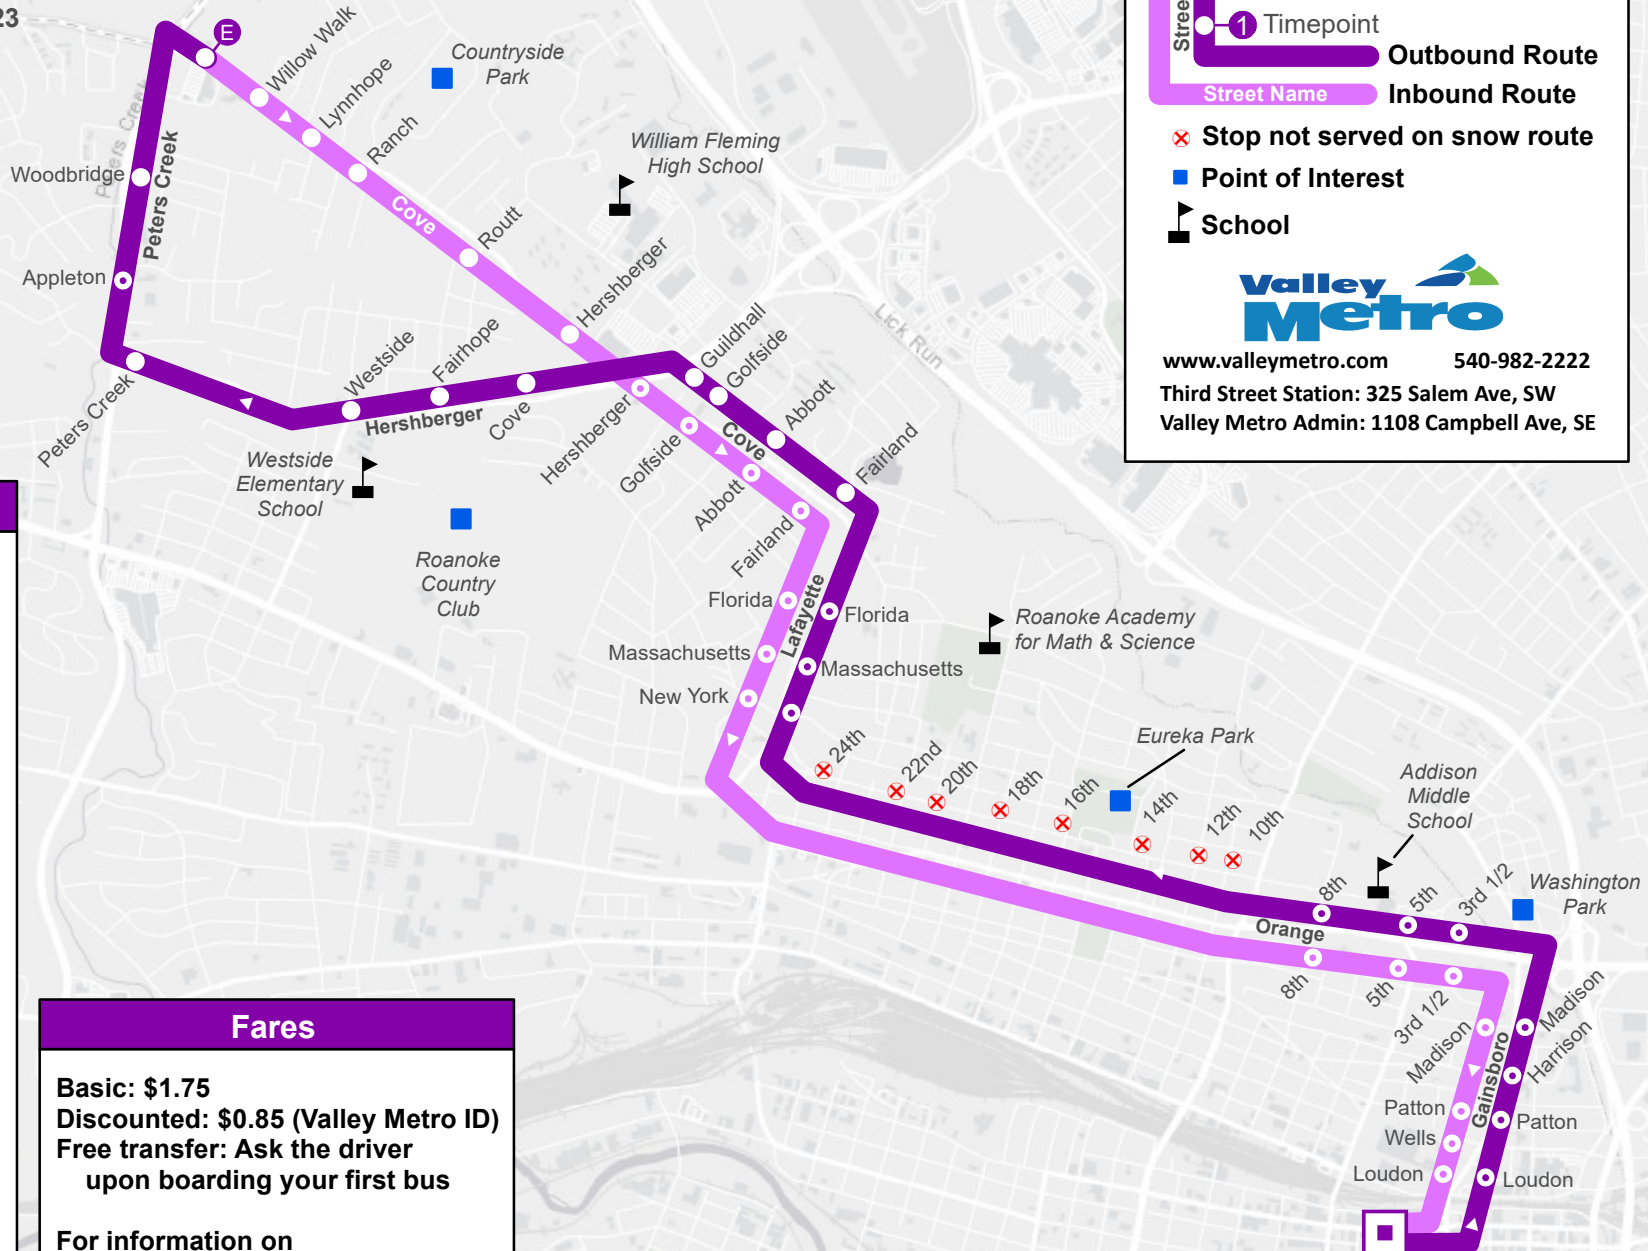 23
E
Willow Walk
Lynnhope
Ranch
Countryside
Park
William Fleming
High School
Peters Creek
Peters Creek
Woodbridge
Appleton
Cove
Routt
Hershberger
Lick Run
Guildhall
Golfside
Abbott
Fairland
Westside
Fairhope
Cove
Hershberger
Peters Creek
Hershberger
Golfside
Cove
Abbott
Fairland
Westside
Elementary
School
Roanoke
Country
Club
Florida
Massachusetts
New York
Lafayette
Florida
Massachusetts
Roanoke Academy
for Math & Science
24th
22nd
20th
18th
16th
14th
12th
10th
Eureka Park
Addison
Middle
School
8th
5th
3rd 1/2
Washington
Park
Orange
8th
5th
3rd 1/2
Madison
Gainsboro
Madison
Harrison
Patton
Wells
Loudon
Patton
Loudon
Stree
1 Timepoint
Outbound Route
Street Name Inbound Route
Stop not served on snow route
Point of Interest
School
Valley
Metro
www.valleymetro.com 540-982-2222
Third Street Station: 325 Salem Ave, SW
Valley Metro Admin: 1108 Campbell Ave, SE
Fares
Basic: $1.75
Discounted: $0.85 (Valley Metro ID)
Free transfer: Ask the driver
upon boarding your first bus
For information on